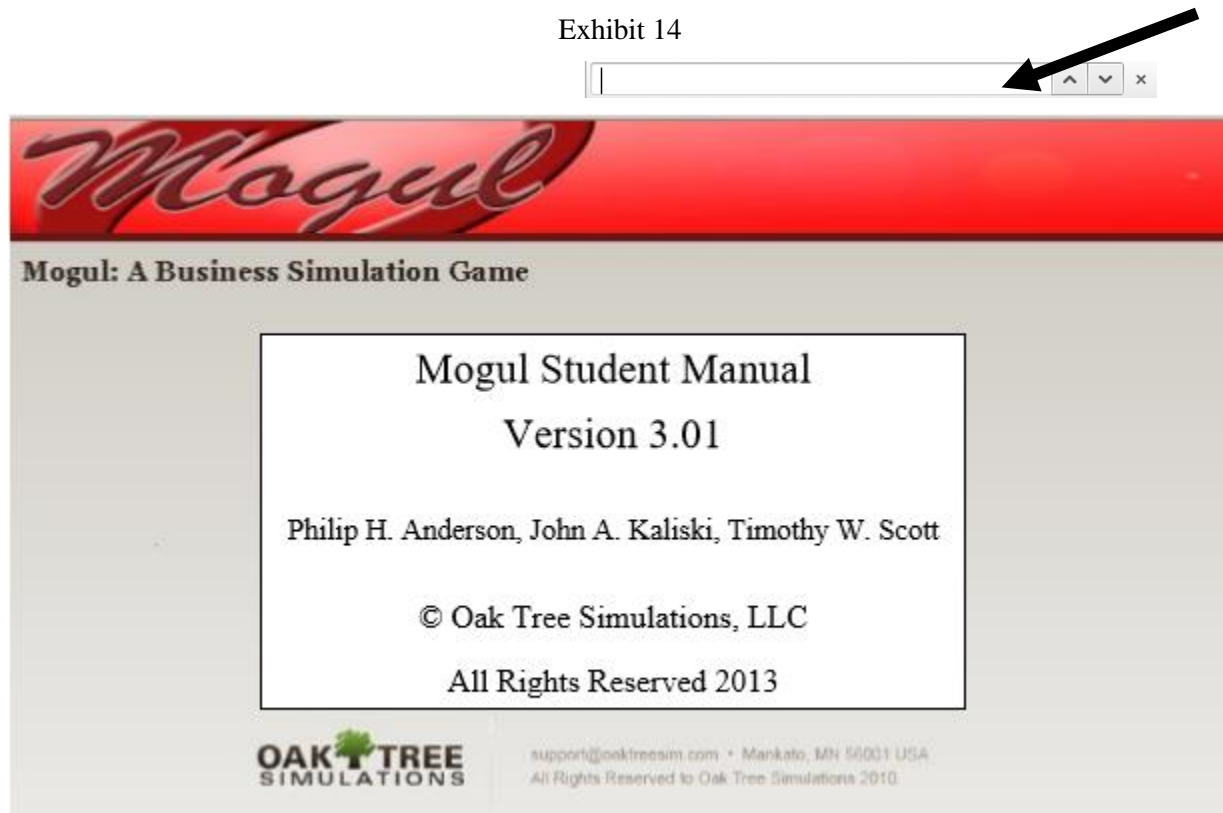 Exhibit 14
Mogul
Mogul: A Business Simulation Game
Mogul Student Manual
Version 3.01
Philip H. Anderson, John A. Kaliski, Timothy W. Scott
© Oak Tree Simulations, LLC
All Rights Reserved 2013
OAK TREE
SIMULATIONS
support@oaktreesim.com • Mankato, MN 56001 USA
All Rights Reserved to Oak Tree Simulations 2010.